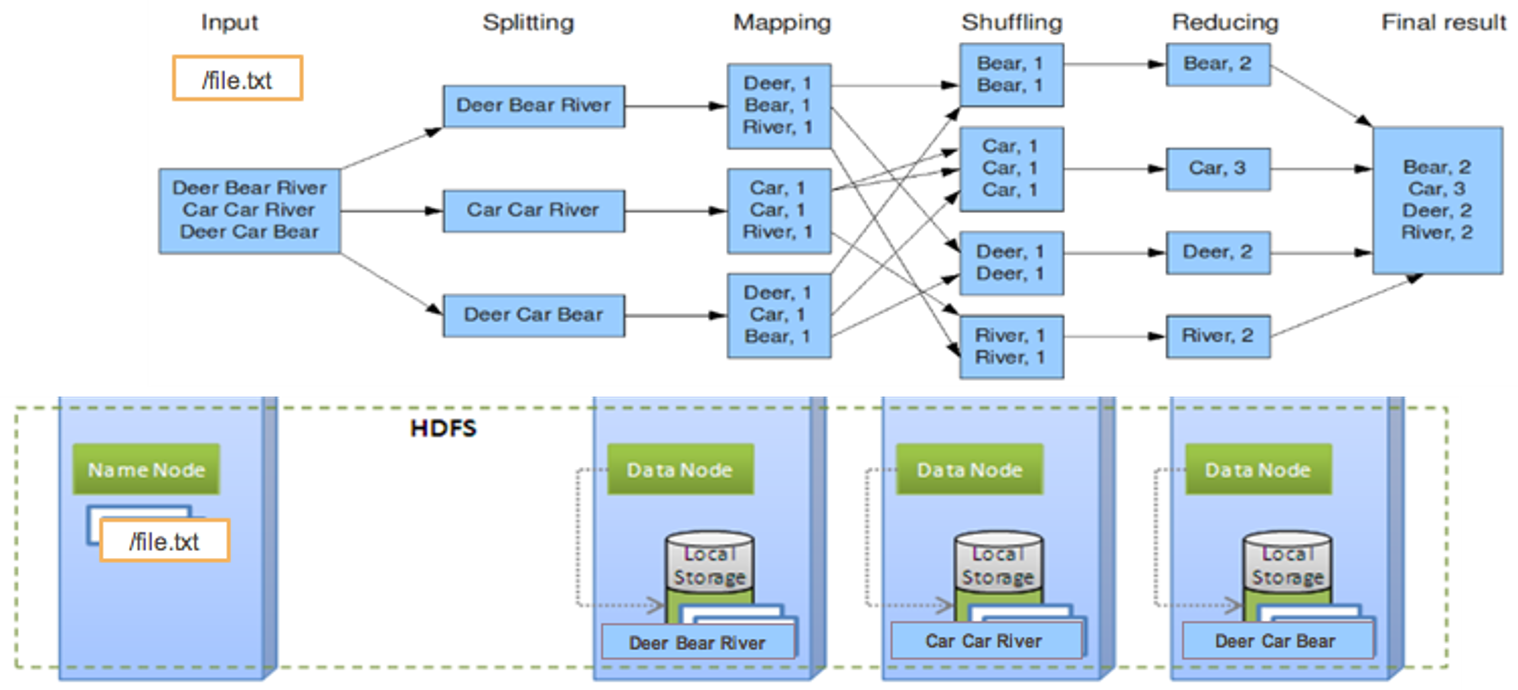 Input
Splitting
Mapping
Shuffling
Reducing
Final result
/file.txt
Deer Bear River
Car Car River
Deer Car Bear
Deer Bear River
Car Car River
Deer Car Bear
Deer, 1
Bear, 1
River, 1
Car, 1
Car, 1
River, 1
Deer, 1
Car, 1
Bear, 1
Bear, 1
Bear, 1
Car, 1
Car, 1
Car, 1
Deer, 1
Deer, 1
River, 1
River, 1
Bear, 2
Car, 3
Deer, 2
River, 2
Bear, 2
Car, 3
Deer, 2
River, 2
HDFS
Name Node
/file.txt
Data Node
Local
Storage
Deer Bear River
Data Node
Local
Storage
Car Car River
Data Node
Local
Storage
Deer Car Bear